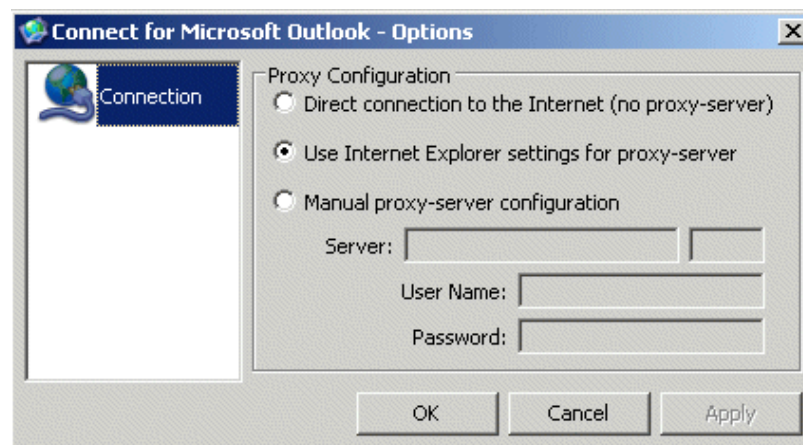 Connect for Microsoft Outlook - Options
Connection
Proxy Configuration
Direct connection to the Internet (no proxy-server)
Use Internet Explorer settings for proxy-server
Manual proxy-server configuration
Server:
User Name:
Password:
OK Cancel Apply